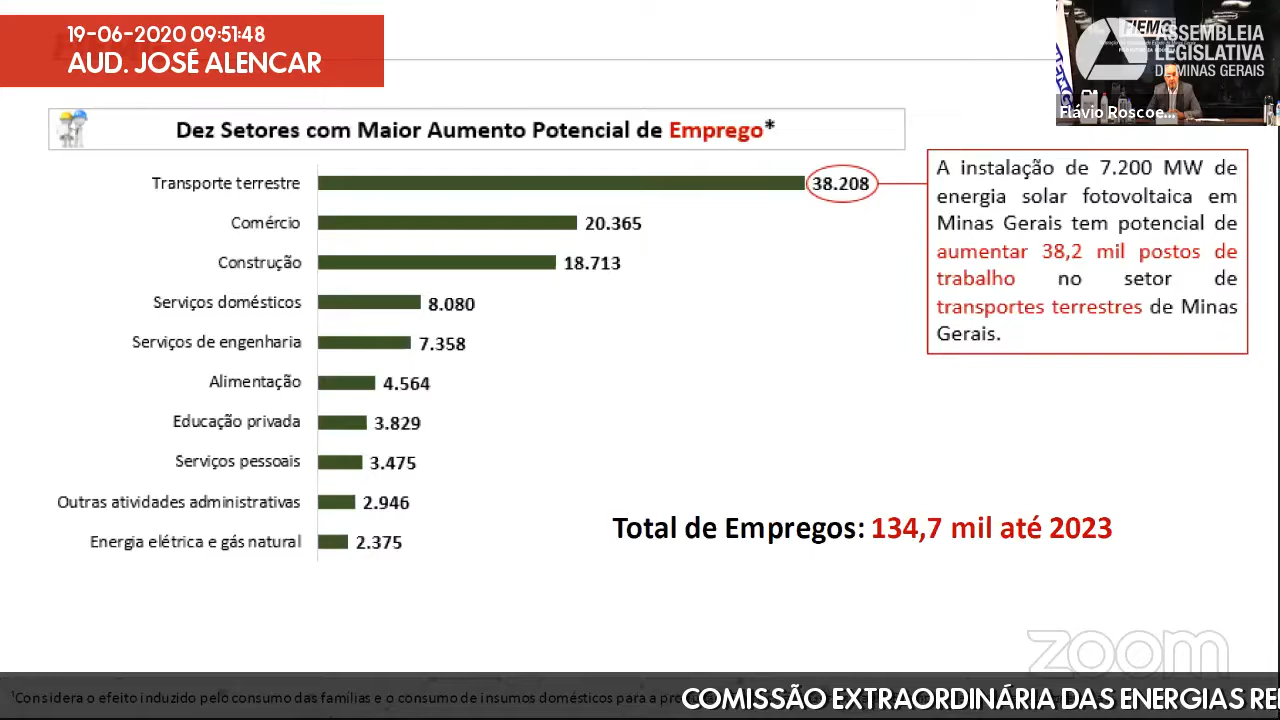 19-06-2020 09:51:48
AUD. JOSÉ ALENCAR
FIEMG
ASSEMBLEIA
LEGISLATIVA
DE MINAS GERAIS
Flávio Roscoe...
Dez Setores com Maior Aumento Potencial de Emprego*
Transporte terrestre 38.208
Comércio 20.365
Construção 18.713
Serviços domésticos 8.080
Serviços de engenharia 7.358
Alimentação 4.564
Educação privada 3.829
Serviços pessoais 3.475
Outras atividades administrativas 2.946
Energia elétrica e gás natural 2.375
A instalação de 7.200 MW de
energia solar fotovoltaica em
Minas Gerais tem potencial de
aumentar 38,2 mil postos de
trabalho no setor de
transportes terrestres de Minas
Gerais.
Total de Empregos: 134,7 mil até 2023
zoom
¹Considera o efeito induzido pelo consumo das famílias e o consumo de insumos domésticos para a
COMISSÃO EXTRAORDINÁRIA DAS ENERGIAS RE